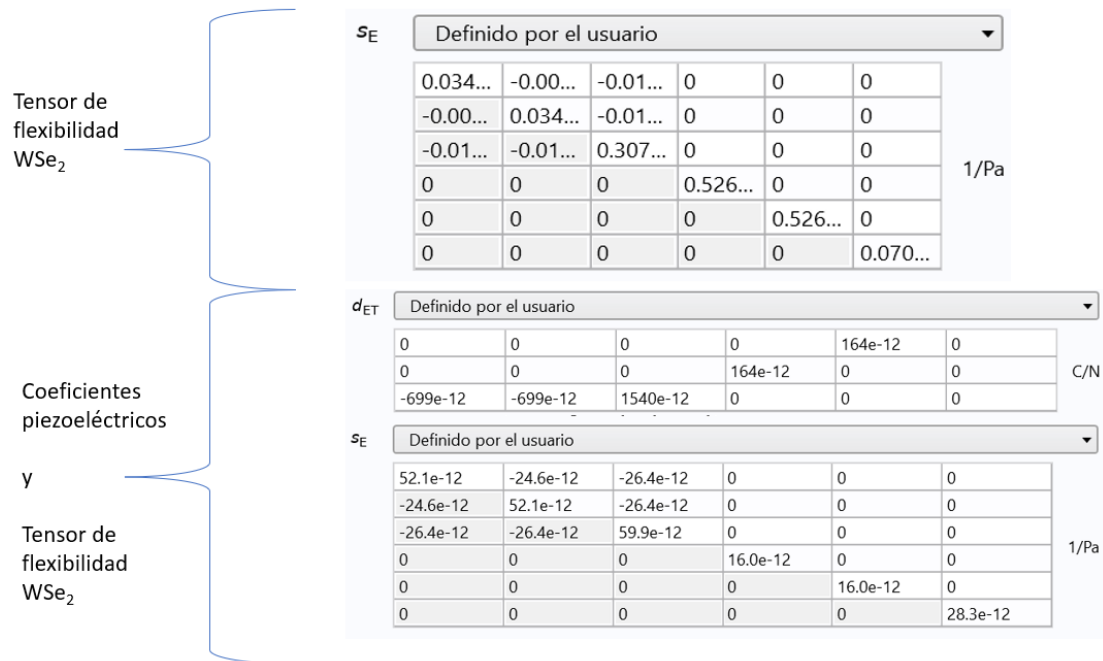 Tensor de
flexibilidad
WSe₂
sE Definido por el usuario
0.034... -0.00... -0.01... 0 0 0
-0.00... 0.034... -0.01... 0 0 0
-0.01... -0.01... 0.307... 0 0 0
0 0 0 0.526... 0 0
0 0 0 0 0.526... 0
0 0 0 0 0 0.070...
1/Pa
Coeficientes
piezoeléctricos
y
Tensor de
flexibilidad
WSe₂
dET Definido por el usuario
0 0 0 0 164e-12 0
0 0 0 164e-12 0 0
-699e-12 -699e-12 1540e-12 0 0 0
C/N
sE Definido por el usuario
52.1e-12 -24.6e-12 -26.4e-12 0 0 0
-24.6e-12 52.1e-12 -26.4e-12 0 0 0
-26.4e-12 -26.4e-12 59.9e-12 0 0 0
0 0 0 16.0e-12 0 0
0 0 0 0 16.0e-12 0
0 0 0 0 0 28.3e-12
1/Pa